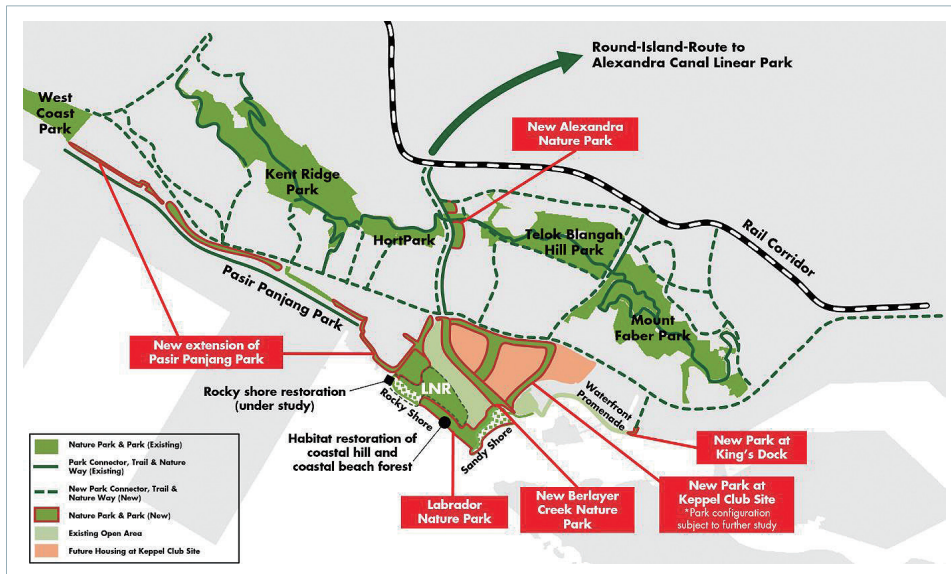 Round-Island-Route to
Alexandra Canal Linear Park
West
Coast
Park
New Alexandra
Nature Park
Kent Ridge
Park
HortPark
Telok Blangah
Hill Park
Rail Corridor
Pasir Panjang Park
Mount
Faber Park
New extension of
Pasir Panjang Park
LNR
Rocky shore restoration
(under study)
Rocky Shore
Waterfront
Promenade
Habitat restoration of
coastal hill and
coastal beach forest
Sandy Shore
New Park at
King's Dock
New Park at
Keppel Club Site
*Park configuration
subject to further study
Labrador
Nature Park
New Berlayer
Creek Nature
Park
Nature Park & Park (Existing)
Park Connector, Trail & Nature
Way (Existing)
New Park Connector, Trail &
Nature Way (New)
Nature Park & Park (New)
Existing Open Area
Future Housing at Keppel Club Site